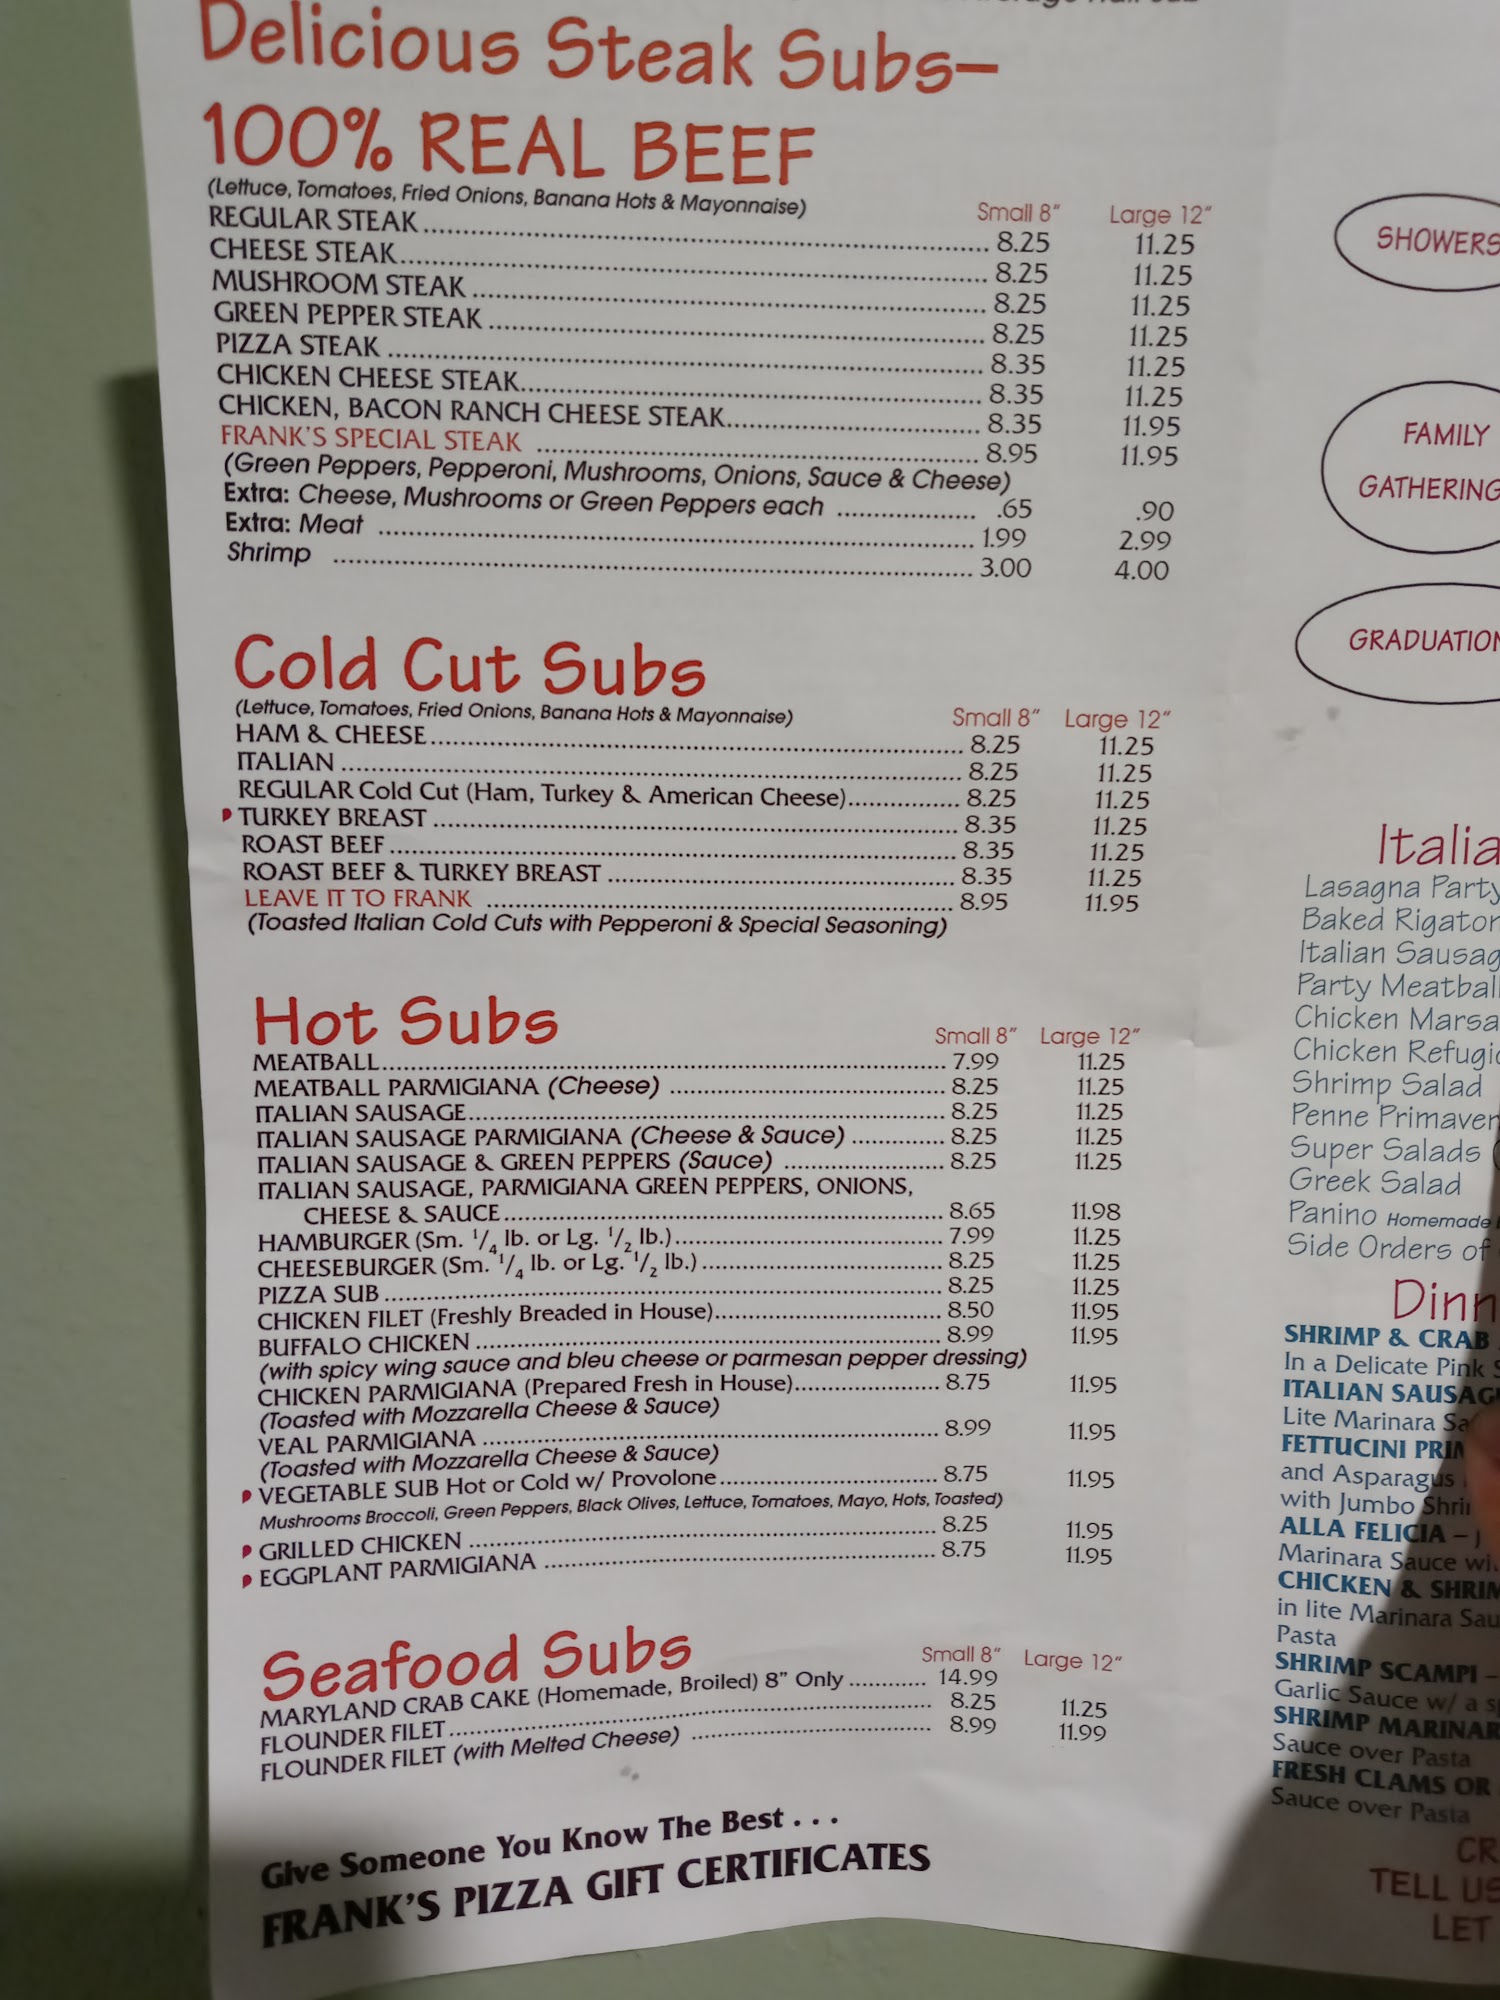 Delicious Steak Subs–
100% REAL BEEF
(Lettuce, Tomatoes, Fried Onions, Banana Hots & Mayonnaise) Small 8" Large 12"
REGULAR STEAK 8.25 11.25
CHEESE STEAK 8.25 11.25
MUSHROOM STEAK 8.25 11.25
GREEN PEPPER STEAK 8.25 11.25
PIZZA STEAK 8.35 11.25
CHICKEN CHEESE STEAK 8.35 11.25
CHICKEN, BACON RANCH CHEESE STEAK 8.35 11.95
FRANK'S SPECIAL STEAK 8.95 11.95
(Green Peppers, Pepperoni, Mushrooms, Onions, Sauce & Cheese)
Extra: Cheese, Mushrooms or Green Peppers each .65 .90
Extra: Meat 1.99 2.99
Shrimp 3.00 4.00
Cold Cut Subs
(Lettuce, Tomatoes, Fried Onions, Banana Hots & Mayonnaise) Small 8" Large 12"
HAM & CHEESE 8.25 11.25
ITALIAN 8.25 11.25
REGULAR Cold Cut (Ham, Turkey & American Cheese) 8.25 11.25
TURKEY BREAST 8.35 11.25
ROAST BEEF 8.35 11.25
ROAST BEEF & TURKEY BREAST 8.35 11.25
LEAVE IT TO FRANK 8.95 11.95
(Toasted Italian Cold Cuts with Pepperoni & Special Seasoning)
Hot Subs Small 8" Large 12"
MEATBALL 7.99 11.25
MEATBALL PARMIGIANA (Cheese) 8.25 11.25
ITALIAN SAUSAGE 8.25 11.25
ITALIAN SAUSAGE PARMIGIANA (Cheese & Sauce) 8.25 11.25
ITALIAN SAUSAGE & GREEN PEPPERS (Sauce) 8.25 11.25
ITALIAN SAUSAGE, PARMIGIANA GREEN PEPPERS, ONIONS,
CHEESE & SAUCE 8.65 11.98
HAMBURGER (Sm. 1/4 lb. or Lg. 1/2 lb.) 7.99 11.25
CHEESEBURGER (Sm. 1/4 lb. or Lg. 1/2 lb.) 8.25 11.25
PIZZA SUB 8.25 11.25
CHICKEN FILET (Freshly Breaded in House) 8.50 11.95
BUFFALO CHICKEN 8.99 11.95
(with spicy wing sauce and bleu cheese or parmesan pepper dressing)
CHICKEN PARMIGIANA (Prepared Fresh in House) 8.75 11.95
(Toasted with Mozzarella Cheese & Sauce)
VEAL PARMIGIANA 8.99 11.95
(Toasted with Mozzarella Cheese & Sauce)
VEGETABLE SUB Hot or Cold w/ Provolone 8.75 11.95
Mushrooms Broccoli, Green Peppers, Black Olives, Lettuce, Tomatoes, Mayo, Hots, Toasted)
GRILLED CHICKEN 8.25 11.95
EGGPLANT PARMIGIANA 8.75 11.95
Seafood Subs Small 8" Large 12"
MARYLAND CRAB CAKE (Homemade, Broiled) 8" Only 14.99
FLOUNDER FILET 8.25 11.25
FLOUNDER FILET (with Melted Cheese) 8.99 11.99
Give Someone You Know The Best . . .
FRANK'S PIZZA GIFT CERTIFICATES
SHOWERS
FAMILY
GATHERING
GRADUATION
Italia
Lasagna Party
Baked Rigaton
Italian Sausag
Party Meatball
Chicken Marsa
Chicken Refugio
Shrimp Salad
Penne Primaver
Super Salads
Greek Salad
Panino Homemade
Side Orders of
Dinn
SHRIMP & CRAB
In a Delicate Pink S
ITALIAN SAUSAG
Lite Marinara Sa
FETTUCINI PRIM
and Asparagus
with Jumbo Shri
ALLA FELICIA – J
Marinara Sauce wi
CHICKEN & SHRIM
in lite Marinara Sau
Pasta
SHRIMP SCAMPI –
Garlic Sauce w/ a s
SHRIMP MARINAR
Sauce over Pasta
FRESH CLAMS OR
Sauce over Pasta
CR
TELL US
LET